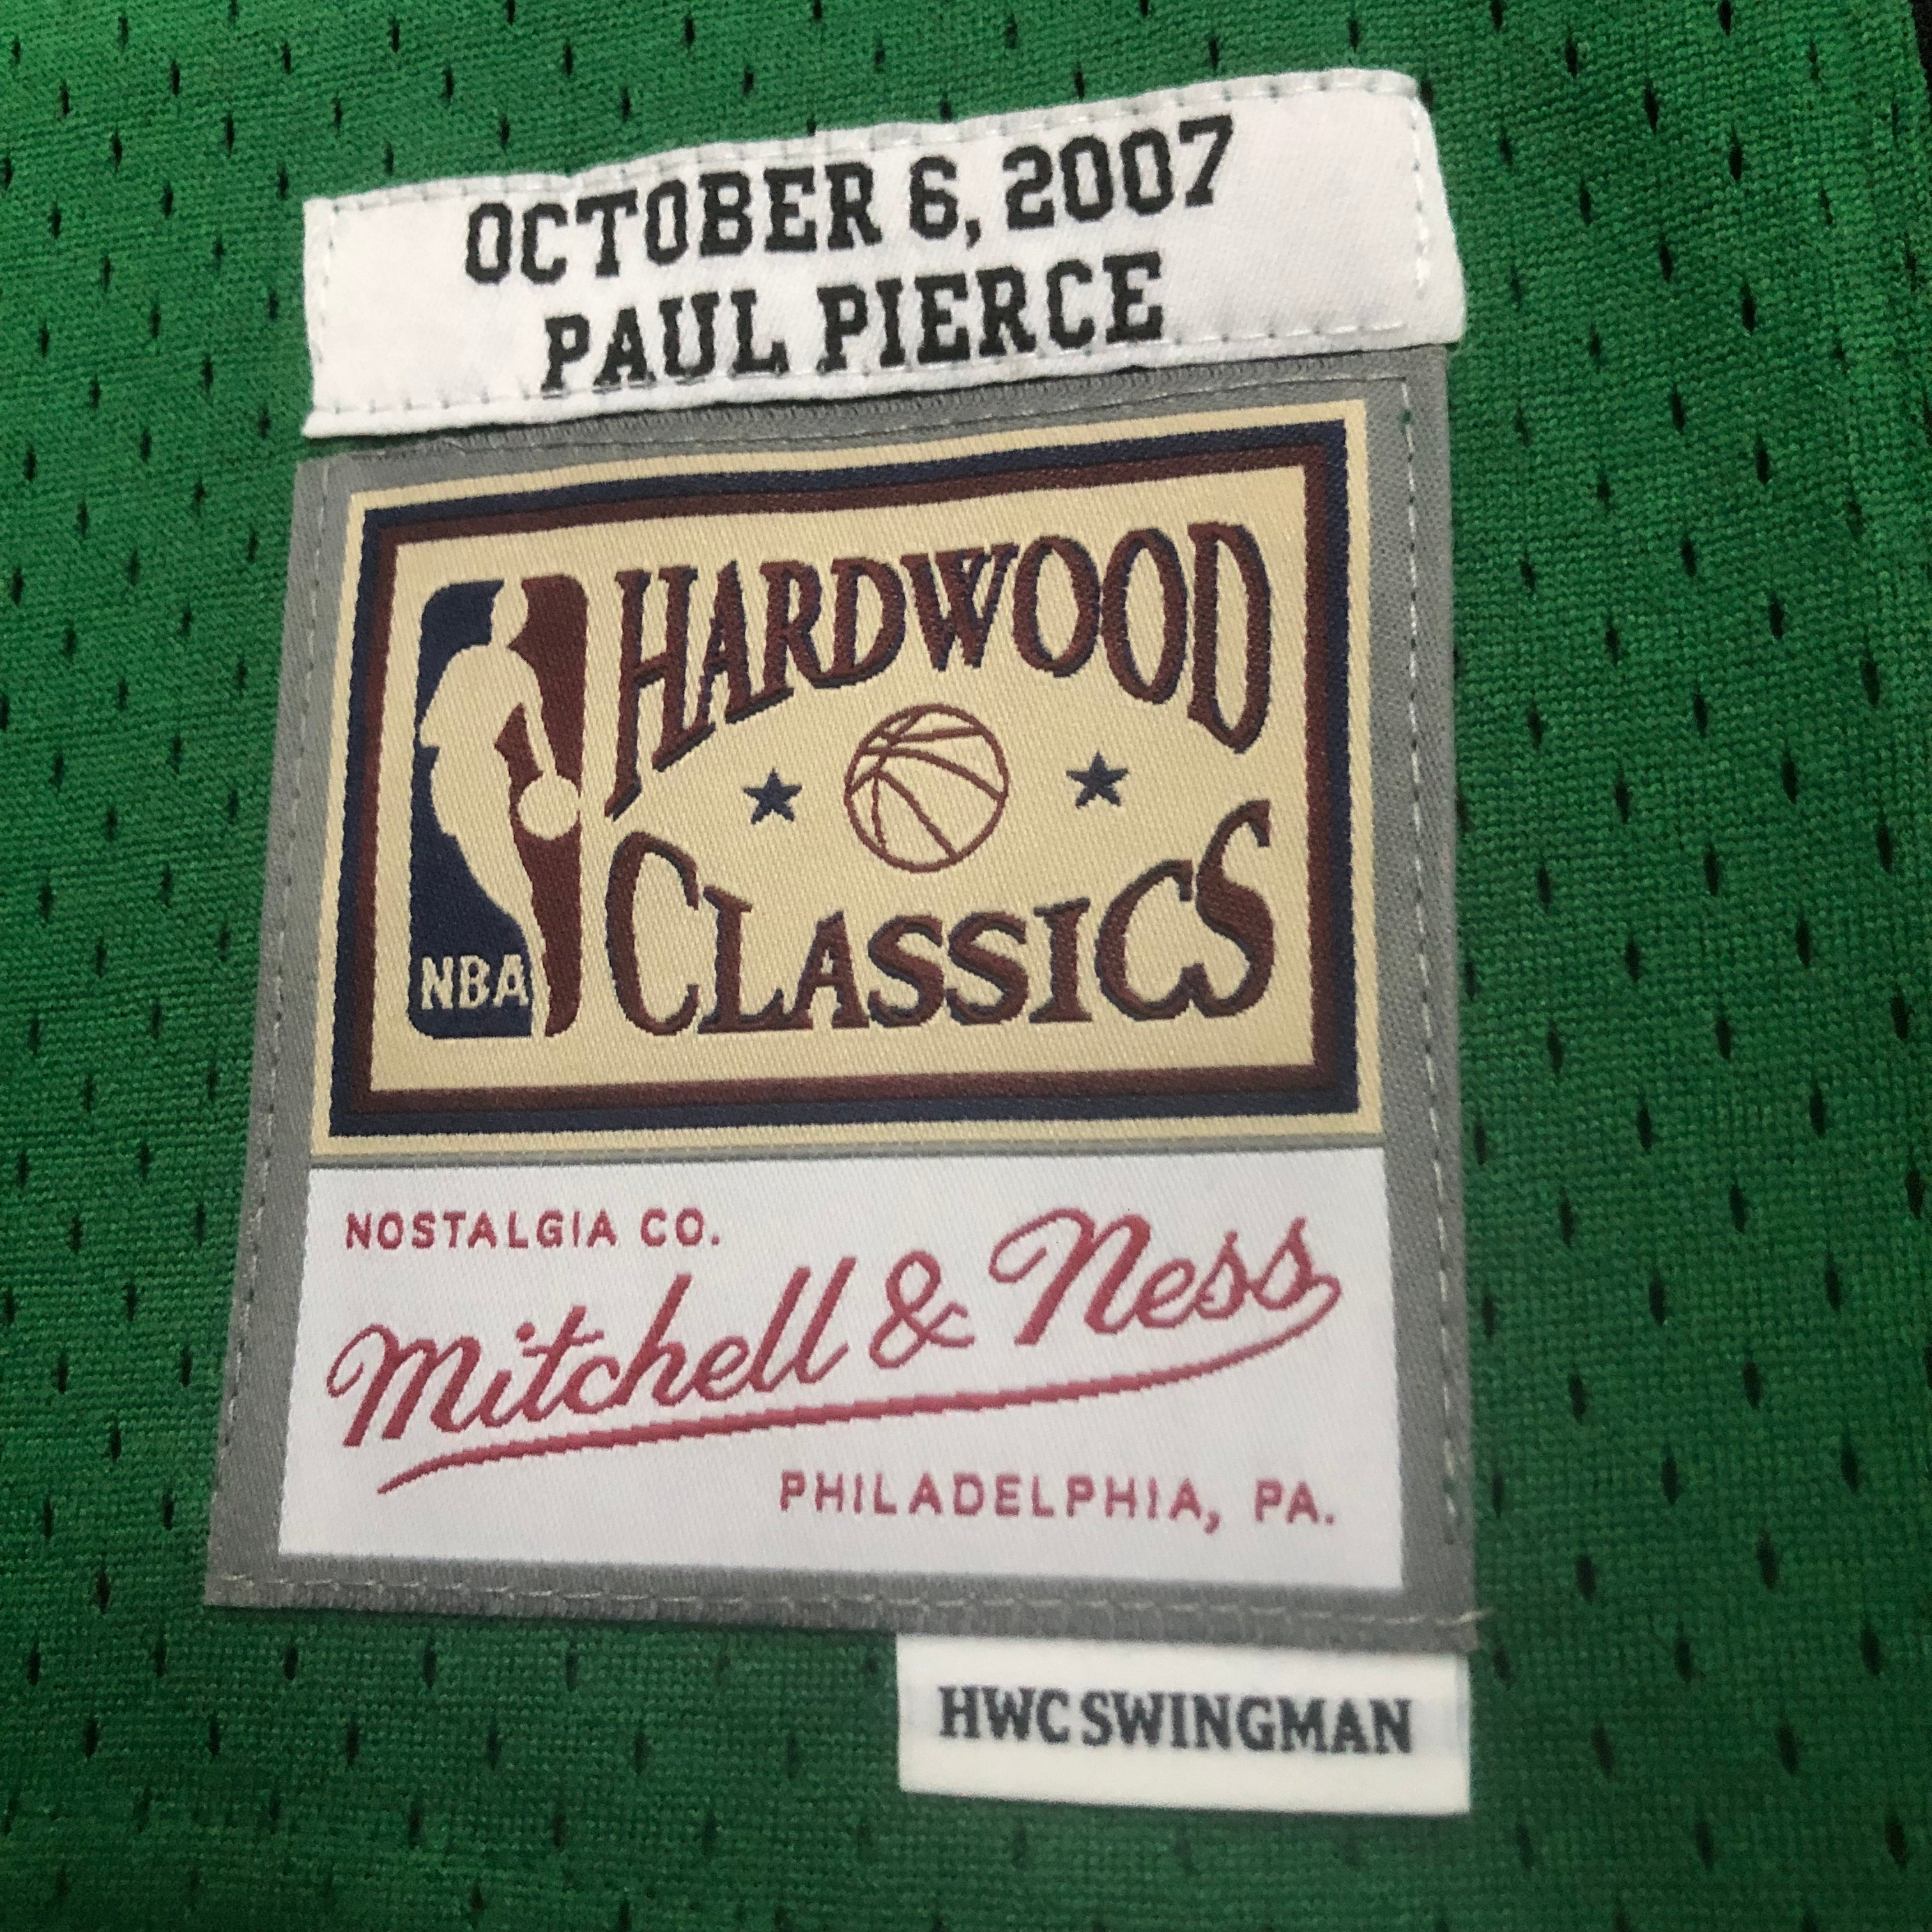 OCTOBER 6, 2007
PAUL PIERCE
HARDWOOD
CLASSICS
NBA
NOSTALGIA CO.
Mitchell & Ness
PHILADELPHIA, PA.
HWC SWINGMAN